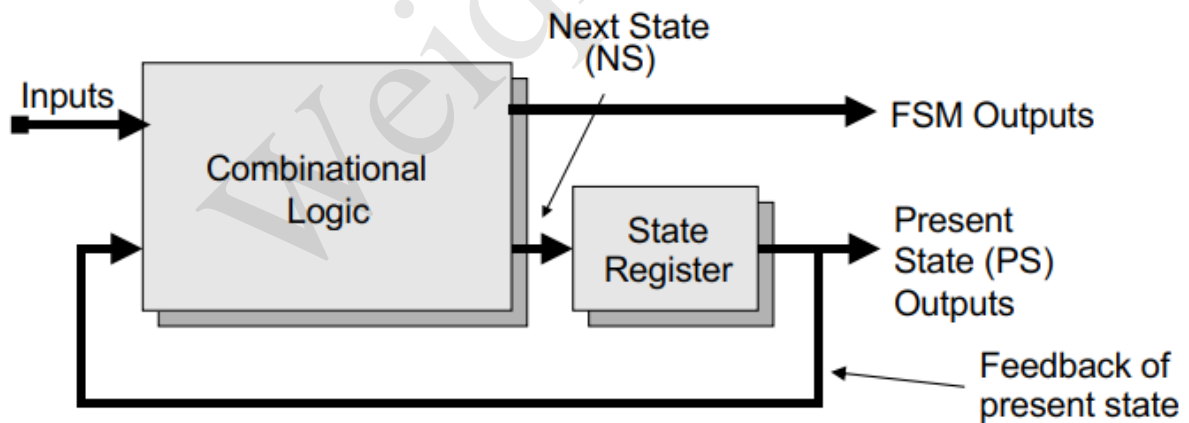 Next State
(NS)
Inputs
FSM Outputs
Combinational
Logic
State
Register
Present
State (PS)
Outputs
Feedback of
present state